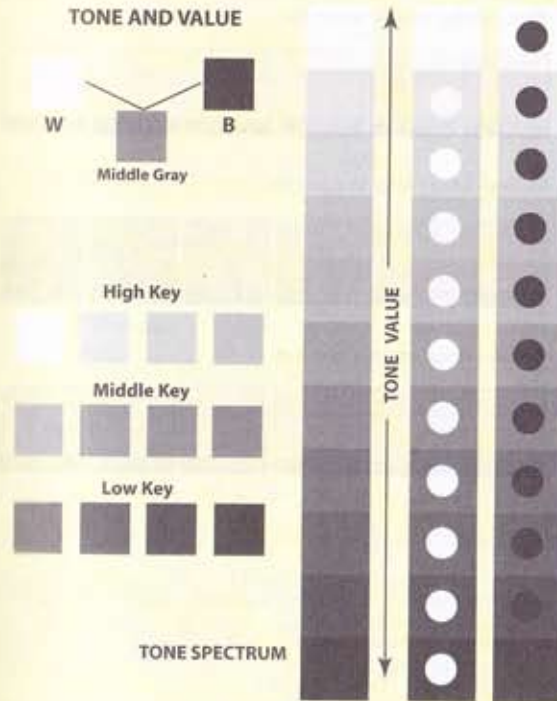 TONE AND VALUE
W
B
Middle Gray
High Key
Middle Key
Low Key
TONE SPECTRUM
TONE VALUE